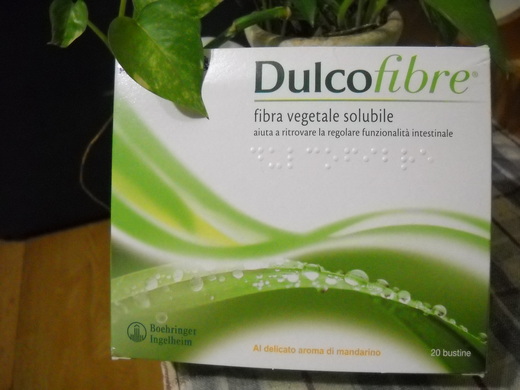 Dulcofibre®
fibra vegetale solubile
aiuta a ritrovare la regolare funzionalità intestinale
Boehringer
Ingelheim
Al delicato aroma di mandarino
20 bustine